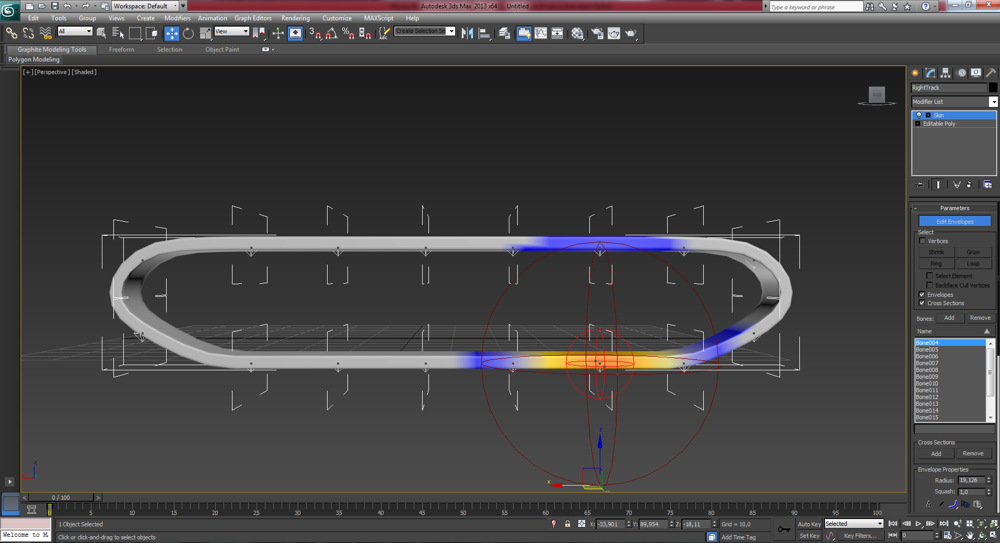 Workspace: Default
Autodesk 3ds Max 2013 x64 Untitled
Type a keyword or phrase
Edit Tools Group Views Create Modifiers Animation Graph Editors Rendering Customize MAXScript Help
All
View
3
%
ABC
Create Selection Se
Graphite Modeling Tools Freeform Selection Object Paint
Polygon Modeling
[+] [Perspective] [Shaded]
BACK
RightTrack
Modifier List
Skin
Editable Poly
- Parameters
Edit Envelopes
Select
Vertices
Shrink Grow
Ring Loop
Select Element
Backface Cull Vertices
Envelopes
Cross Sections
Bones: Add Remove
Name
Bone004
Bone005
Bone006
Bone007
Bone008
Bone009
Bone010
Bone011
Bone012
Bone013
Bone014
Bone015
Cross Sections
Add Remove
Envelope Properties
Radius: 19,126
Squash: 1,0
A
z
x
z
x
< 0 / 100 >
0 5 10 15 20 25 30 35 40 45 50 55 60 65 70 75 80 85 90 95 100
1 Object Selected
X: -33,901 Y: 89,954 Z: -18,11 Grid = 10,0
Auto Key Selected
Welcome to MA
Click or click-and-drag to select objects
Add Time Tag
Set Key Key Filters... 0